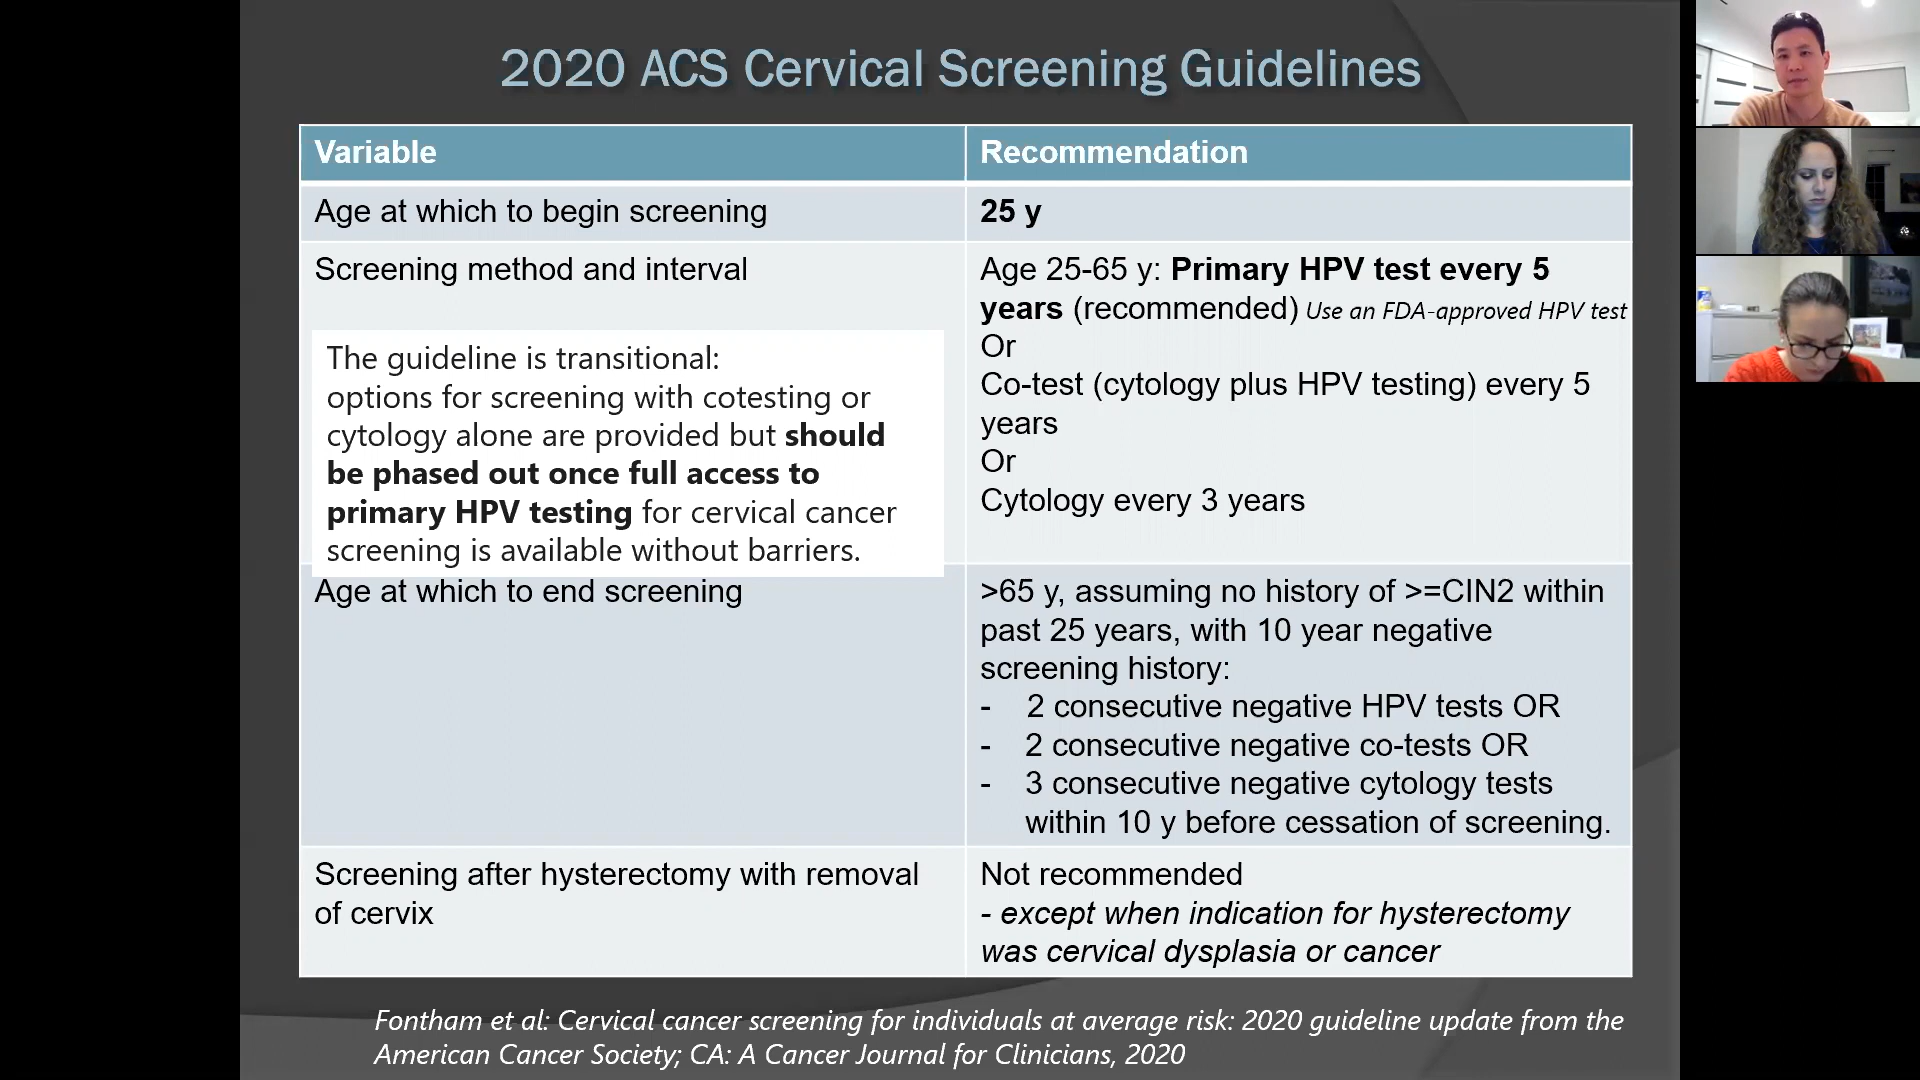 2020 ACS Cervical Screening Guidelines
Variable
Recommendation
Age at which to begin screening
25 y
Screening method and interval
The guideline is transitional:
options for screening with cotesting or
cytology alone are provided but should
be phased out once full access to
primary HPV testing for cervical cancer
screening is available without barriers.
Age 25-65 y: Primary HPV test every 5
years (recommended) Use an FDA-approved HPV test
Or
Co-test (cytology plus HPV testing) every 5
years
Or
Cytology every 3 years
Age at which to end screening
>65 y, assuming no history of >=CIN2 within
past 25 years, with 10 year negative
screening history:
- 2 consecutive negative HPV tests OR
- 2 consecutive negative co-tests OR
- 3 consecutive negative cytology tests
within 10 y before cessation of screening.
Screening after hysterectomy with removal
of cervix
Not recommended
- except when indication for hysterectomy
was cervical dysplasia or cancer
Fontham et al: Cervical cancer screening for individuals at average risk: 2020 guideline update from the
American Cancer Society; CA: A Cancer Journal for Clinicians, 2020